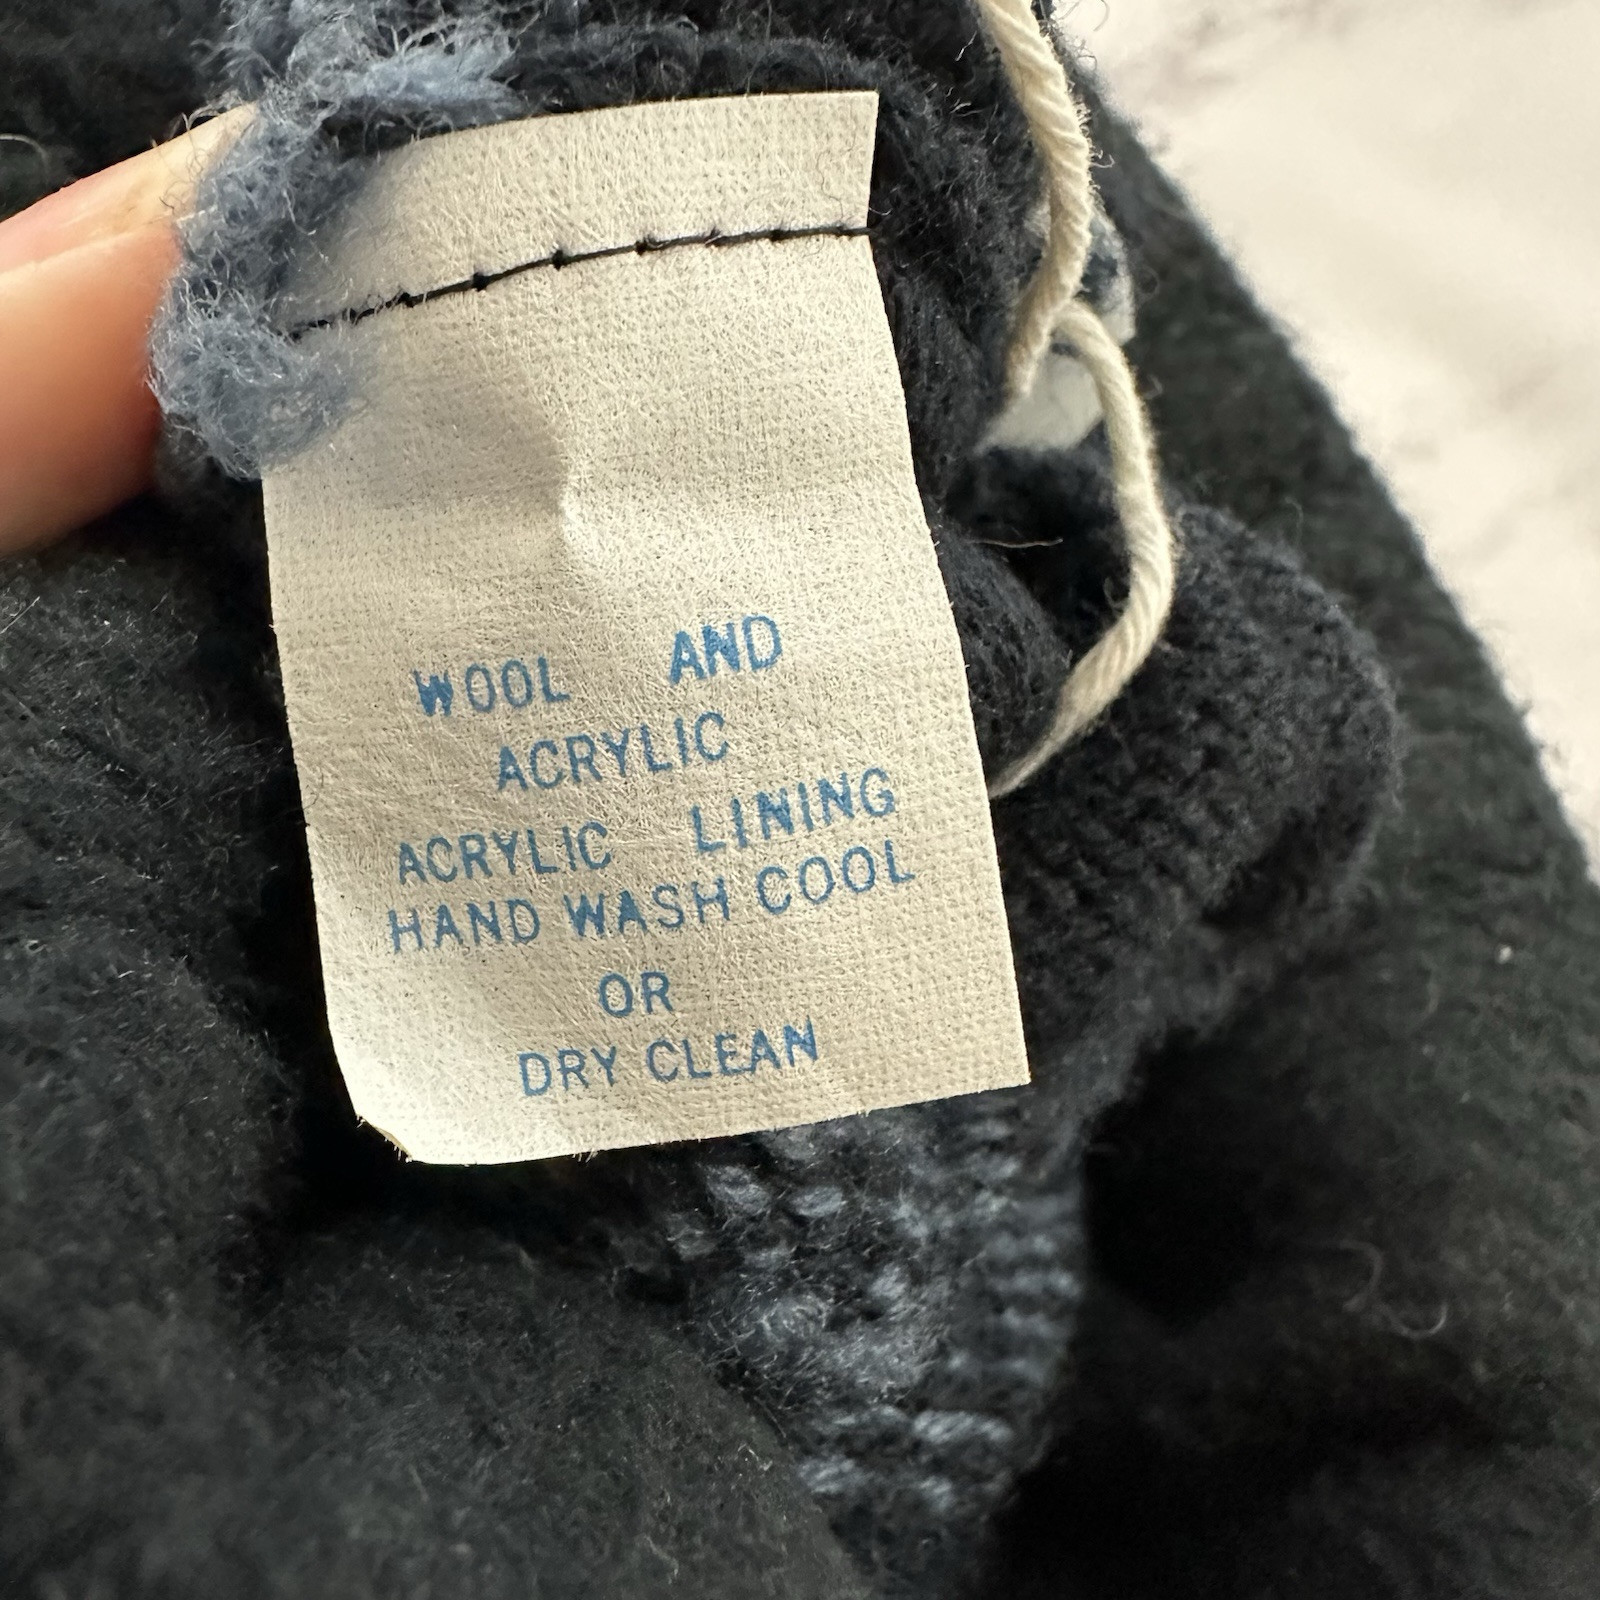 WOOL AND
ACRYLIC
ACRYLIC LINING
HAND WASH COOL
OR
DRY CLEAN